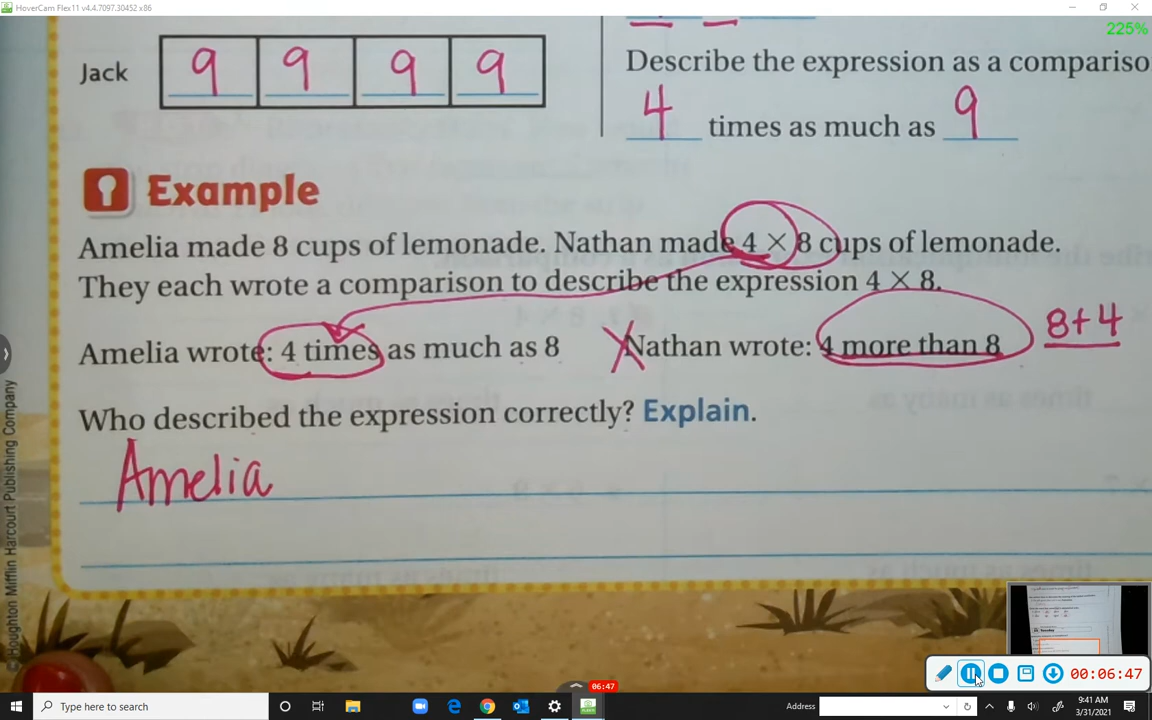 HoverCam Flex11 v4.4.7097.30452 x86
225%
Jack 9 9 9 9
Describe the expression as a compariso
4 times as much as 9
Example
Amelia made 8 cups of lemonade. Nathan made 4 × 8 cups of lemonade.
They each wrote a comparison to describe the expression 4 × 8.
Amelia wrote: 4 times as much as 8
Nathan wrote: 4 more than 8
8+4
Who described the expression correctly? Explain.
Amelia
© Houghton Mifflin Harcourt Publishing Company
00:06:47
06:47
Type here to search
Address
9:41 AM
3/31/2021